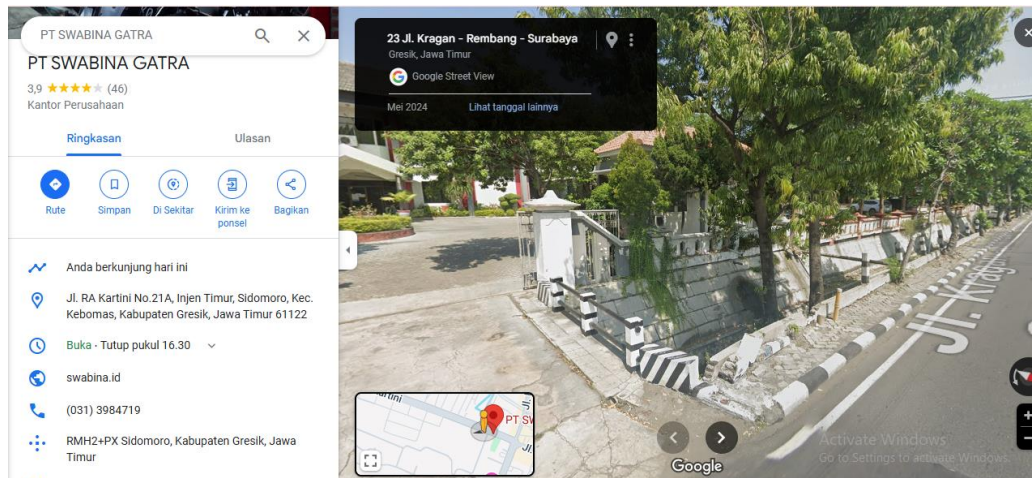 PT SWABINA GATRA
PT SWABINA GATRA
3,9 (46)
Kantor Perusahaan
Ringkasan
Ulasan
Rute
Simpan
Di Sekitar
Kirim ke
ponsel
Bagikan
Anda berkunjung hari ini
Jl. RA Kartini No.21A, Injen Timur, Sidomoro, Kec.
Kebomas, Kabupaten Gresik, Jawa Timur 61122
Buka - Tutup pukul 16.30
swabina.id
(031) 3984719
RMH2+PX Sidomoro, Kabupaten Gresik, Jawa
Timur
23 Jl. Kragan - Rembang - Surabaya
Gresik, Jawa Timur
Google Street View
Mei 2024
Lihat tanggal lainnya
Jl. Krag
PT SW
Google
Activate Windows
Go to Settings to activate Windows.